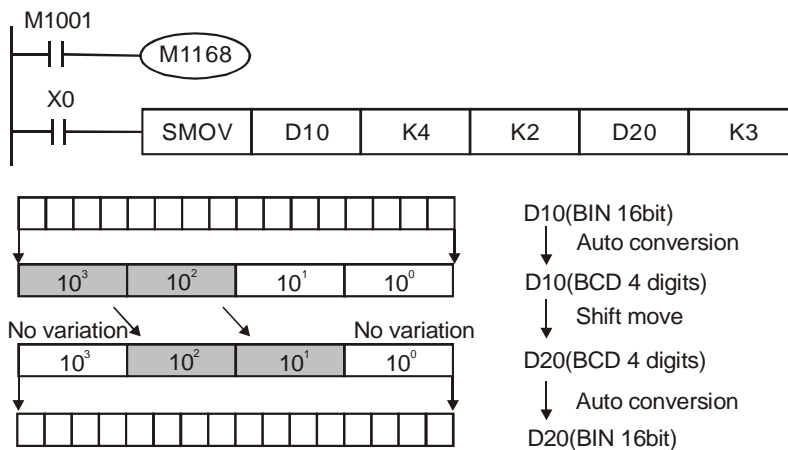 M1001
M1168
X0
SMOV D10 K4 K2 D20 K3
D10(BIN 16bit)
Auto conversion
10³ 10² 10¹ 10⁰
D10(BCD 4 digits)
Shift move
No variation No variation
10³ 10² 10¹ 10⁰
D20(BCD 4 digits)
Auto conversion
D20(BIN 16bit)